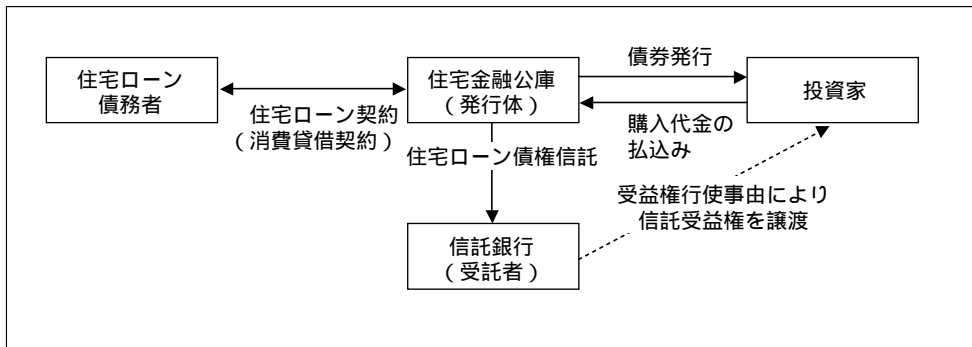 住宅ローン
債務者
住宅ローン契約
(消費貸借契約)
住宅金融公庫
(発行体)
債券発行
購入代金の
払込み
投資家
住宅ローン債権信託
受益権行使事由により
信託受益権を譲渡
信託銀行
(受託者)